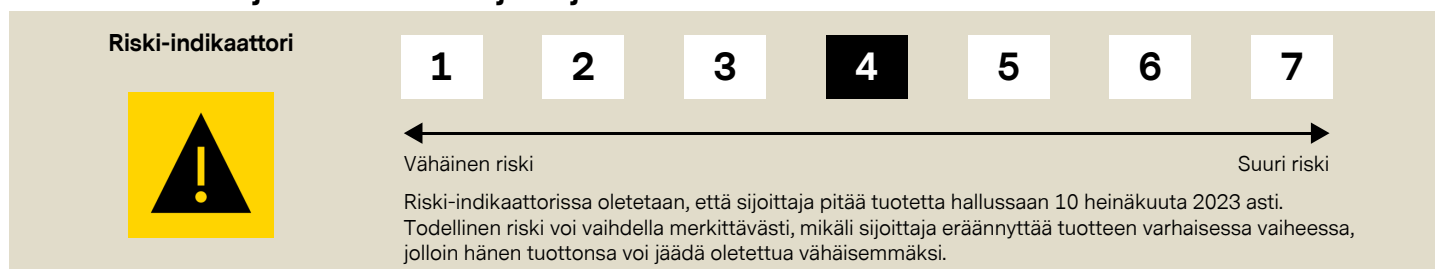 Riski-indikaattori
1 2 3 4 5 6 7
Vähäinen riski Suuri riski
Riski-indikaattorissa oletetaan, että sijoittaja pitää tuotetta hallussaan 10 heinäkuuta 2023 asti.
Todellinen riski voi vaihdella merkittävästi, mikäli sijoittaja eräännyttää tuotteen varhaisessa vaiheessa,
jolloin hänen tuottonsa voi jäädä oletettua vähäisemmäksi.